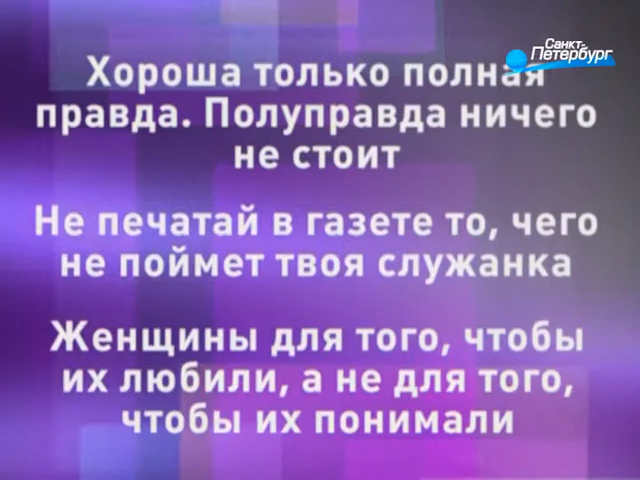 Санкт-
Петербург
Хороша только полная
правда. Полуправда ничего
не стоит
Не печатай в газете то, чего
не поймет твоя служанка
Женщины для того, чтобы
их любили, а не для того,
чтобы их понимали